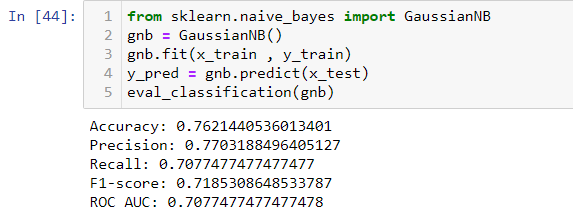 In [44]:
1 from sklearn.naive_bayes import GaussianNB
2 gnb = GaussianNB()
3 gnb.fit(x_train , y_train)
4 y_pred = gnb.predict(x_test)
5 eval_classification(gnb)
Accuracy: 0.7621440536013401
Precision: 0.7703188496405127
Recall: 0.7077477477477477
F1-score: 0.7185308648533787
ROC AUC: 0.7077477477477478